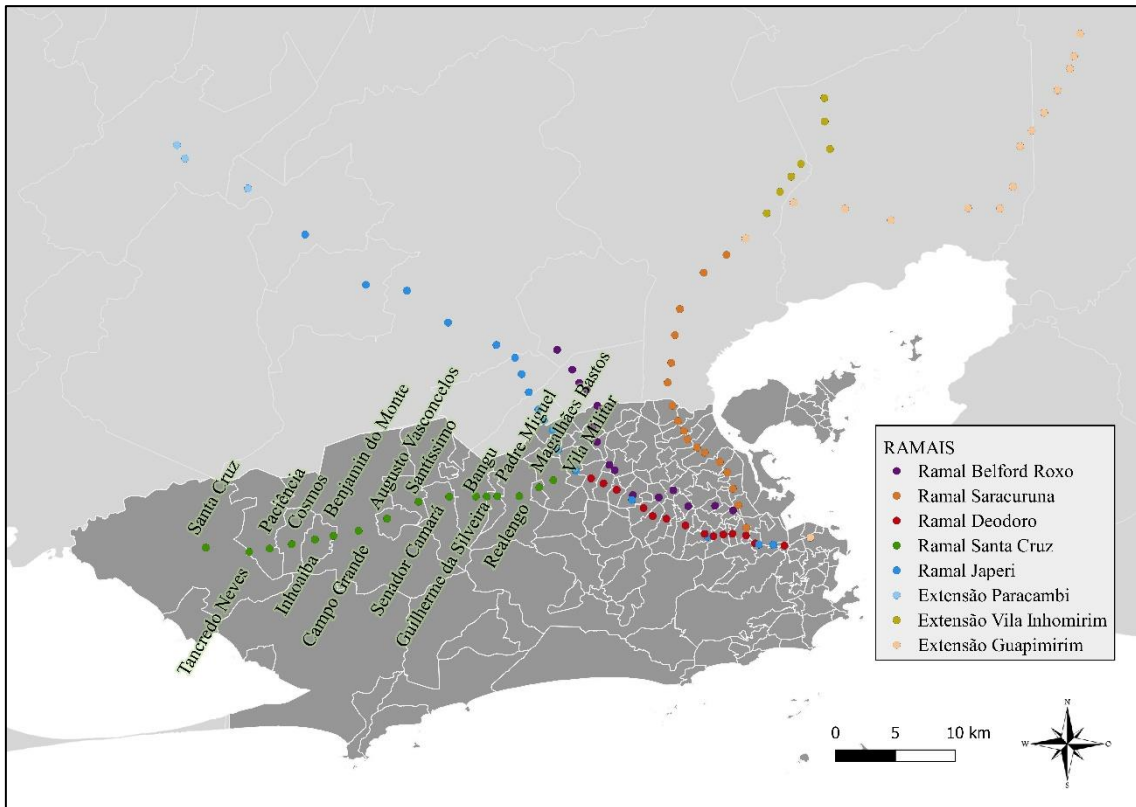 Santa Cruz
Paciência
Cosmos
Benjamin do Monte
Augusto Vasconcelos
Santíssimo
Bangu
Padre Miguel
Magalhães Bastos
Vila Militar
Tancredo Neves
Inhoaíba
Campo Grande
Senador Camará
Guilherme da Silveira
Realengo
RAMAIS
Ramal Belford Roxo
Ramal Saracuruna
Ramal Deodoro
Ramal Santa Cruz
Ramal Japeri
Extensão Paracambi
Extensão Vila Inhomirim
Extensão Guapimirim
0 5 10 km
N
W O
S